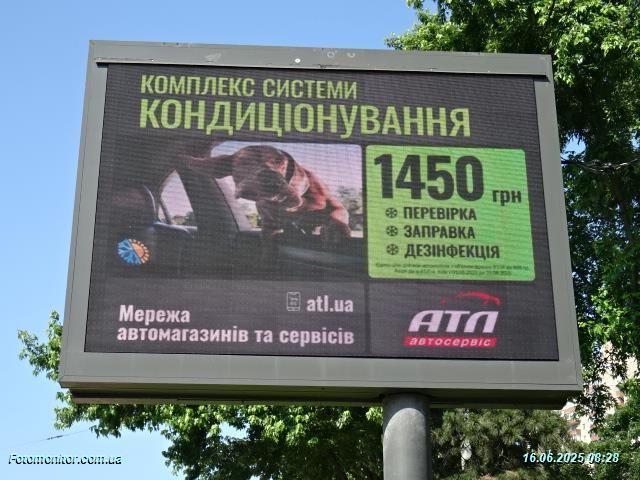 КОМПЛЕКС СИСТЕМИ
КОНДИЦІОНУВАННЯ
1450 грн
ПЕРЕВІРКА
ЗАПРАВКА
ДЕЗІНФЕКЦІЯ
atl.ua
Мережа
автомагазинів та сервісів
АТЛ
автосервіс
Fotomonitor.com.ua
16.06.2025 08:28